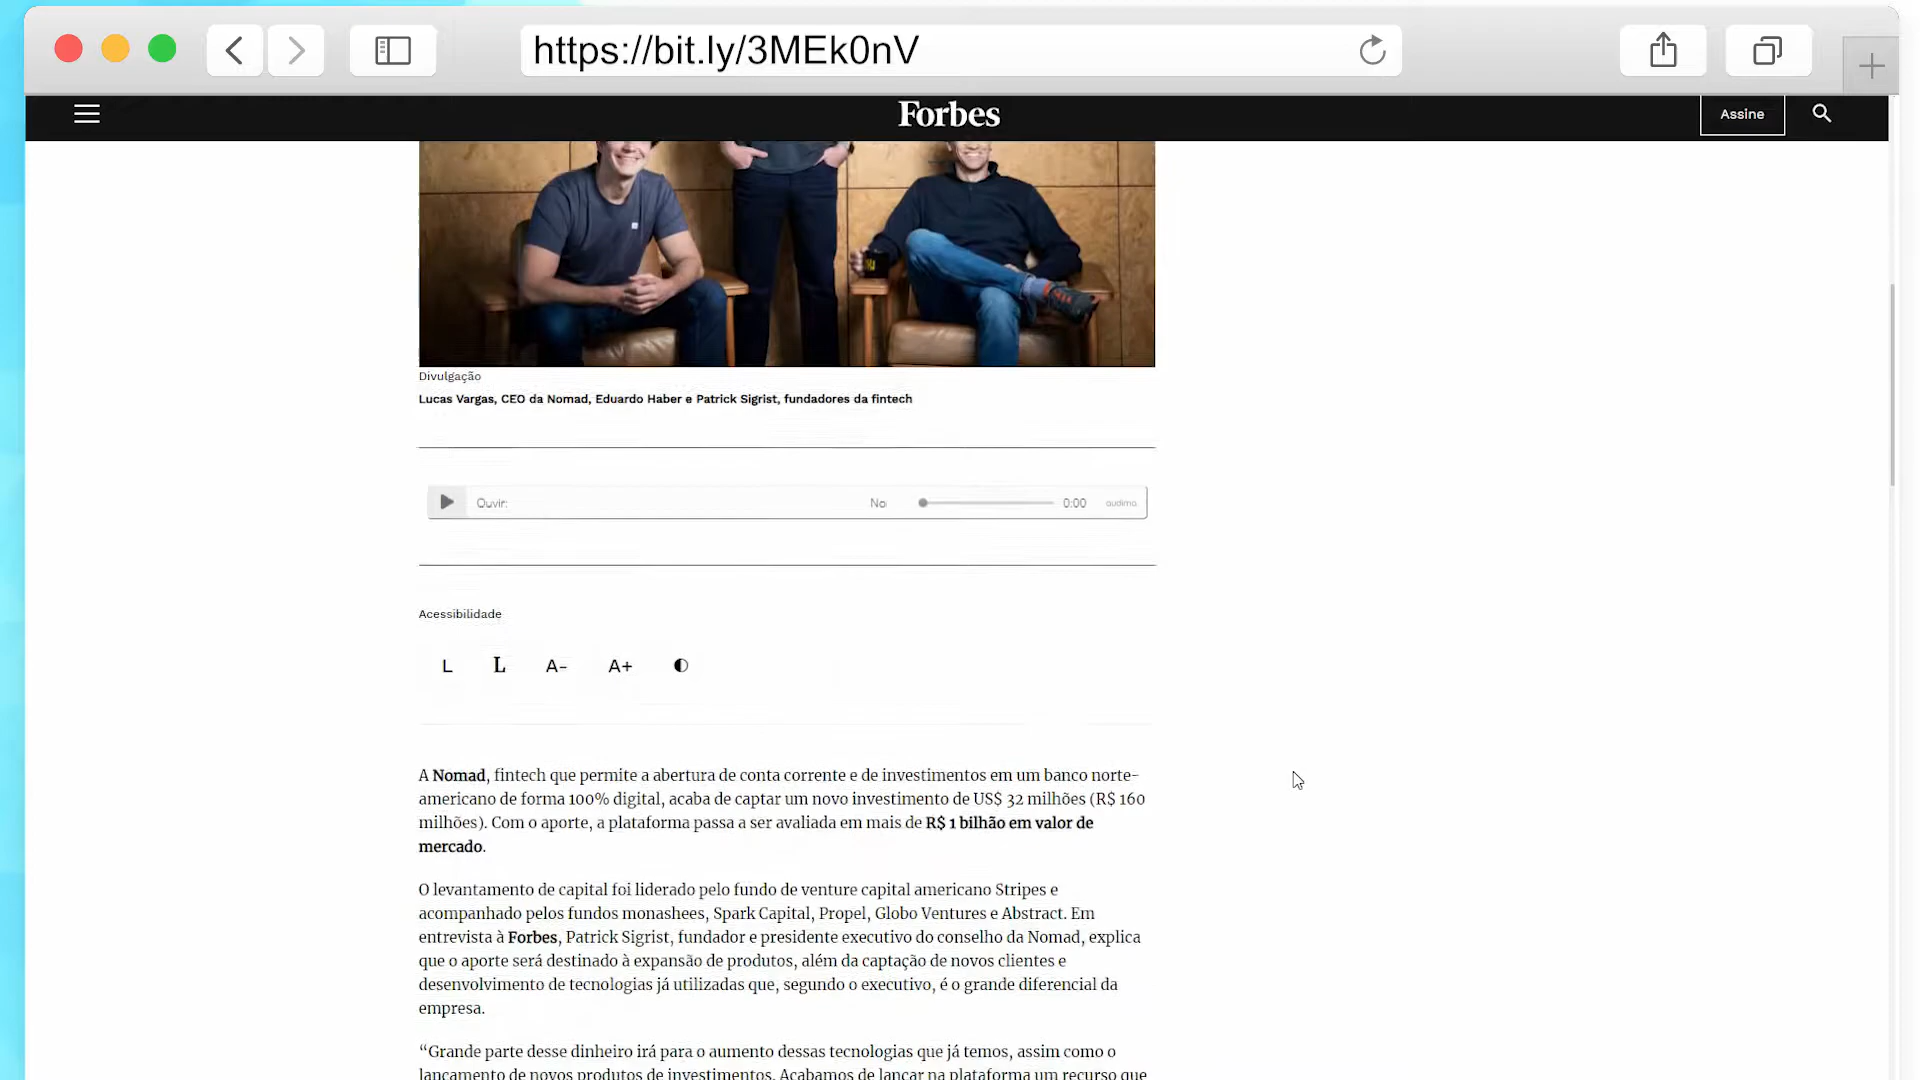 https://bit.ly/3MEk0nV
Forbes
Assine
Divulgação
Lucas Vargas, CEO da Nomad, Eduardo Haber e Patrick Sigrist, fundadores da fintech
Ouvir: No 0:00 audima
Acessibilidade
L L A- A+
A Nomad, fintech que permite a abertura de conta corrente e de investimentos em um banco norte-
americano de forma 100% digital, acaba de captar um novo investimento de US$ 32 milhões (R$ 160
milhões). Com o aporte, a plataforma passa a ser avaliada em mais de R$ 1 bilhão em valor de
mercado.
O levantamento de capital foi liderado pelo fundo de venture capital americano Stripes e
acompanhado pelos fundos monashees, Spark Capital, Propel, Globo Ventures e Abstract. Em
entrevista à Forbes, Patrick Sigrist, fundador e presidente executivo do conselho da Nomad, explica
que o aporte será destinado à expansão de produtos, além da captação de novos clientes e
desenvolvimento de tecnologias já utilizadas que, segundo o executivo, é o grande diferencial da
empresa.
“Grande parte desse dinheiro irá para o aumento dessas tecnologias que já temos, assim como o
lançamento de novos produtos de investimentos. Acabamos de lançar na plataforma um recurso que